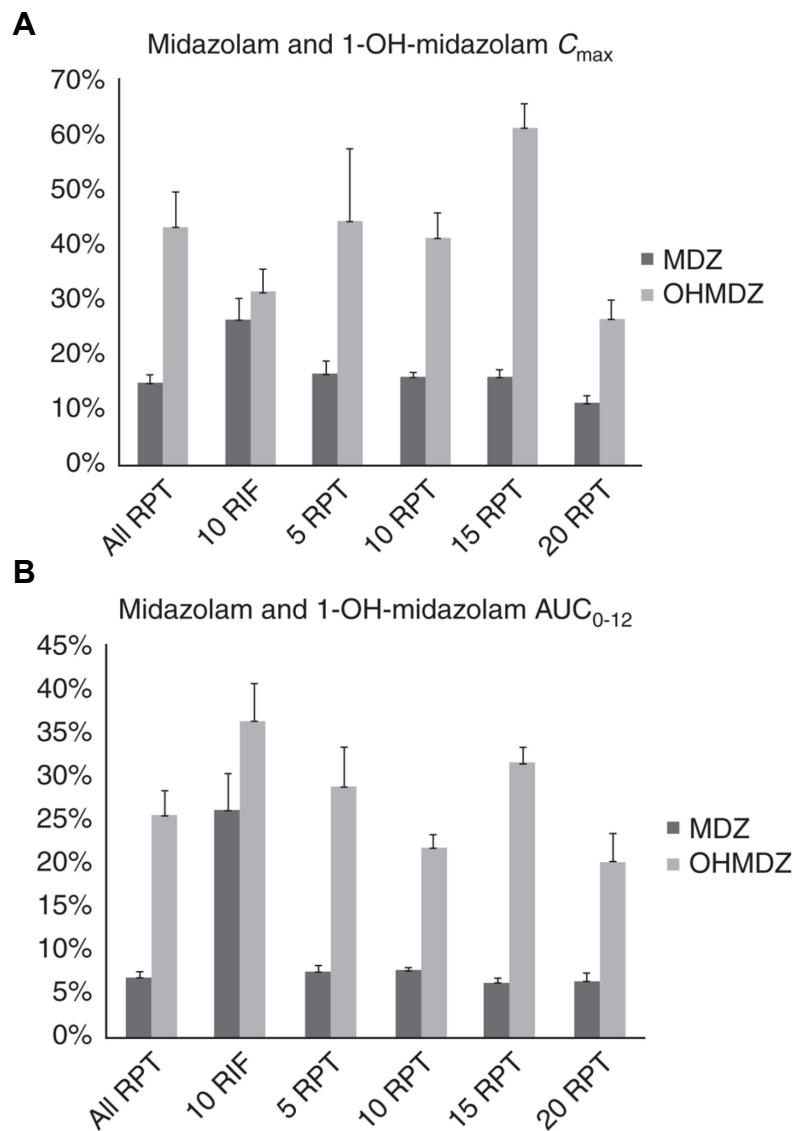 A
Midazolam and 1-OH-midazolam Cmax
70%
60%
50%
40%
30%
20%
10%
0%
All RPT
10 RIF
5 RPT
10 RPT
15 RPT
20 RPT
MDZ
OHMDZ
B
Midazolam and 1-OH-midazolam AUC0-12
45%
40%
35%
30%
25%
20%
15%
10%
5%
0%
All RPT
10 RIF
5 RPT
10 RPT
15 RPT
20 RPT
MDZ
OHMDZ